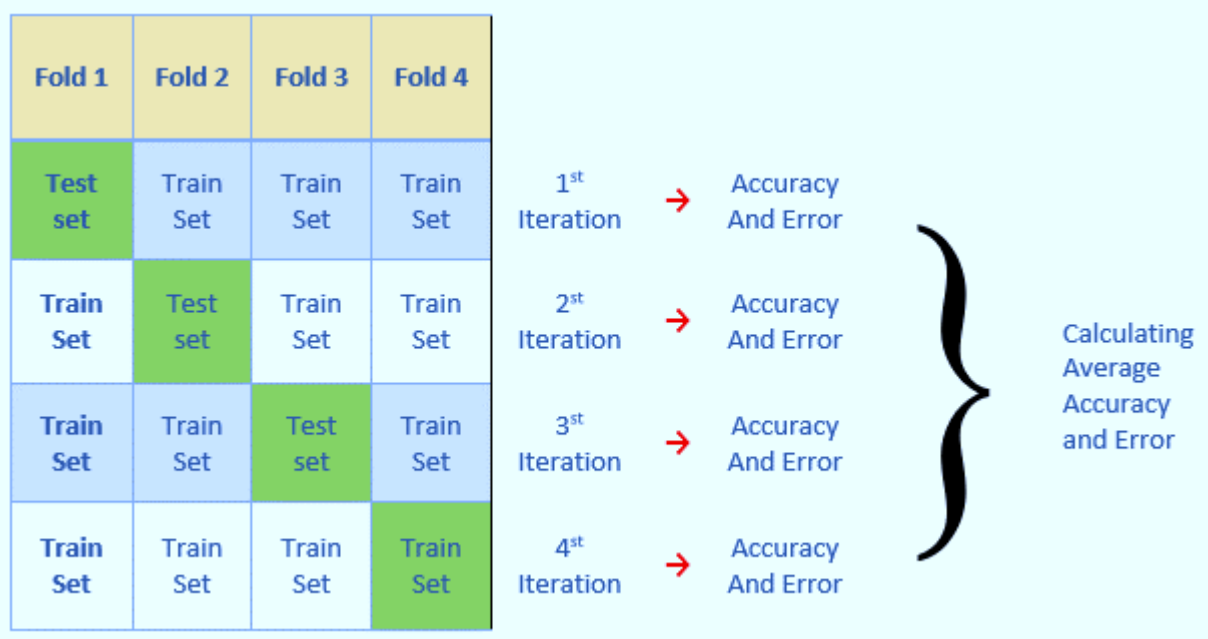 Fold 1 Fold 2 Fold 3 Fold 4
Test Train Train Train 1st Accuracy
set Set Set Set Iteration → And Error
Train Test Train Train 2st Accuracy
Set set Set Set Iteration → And Error
Calculating
Average
Accuracy
and Error
Train Train Test Train 3st Accuracy
Set Set set Set Iteration → And Error
Train Train Train Train 4st Accuracy
Set Set Set Set Iteration → And Error